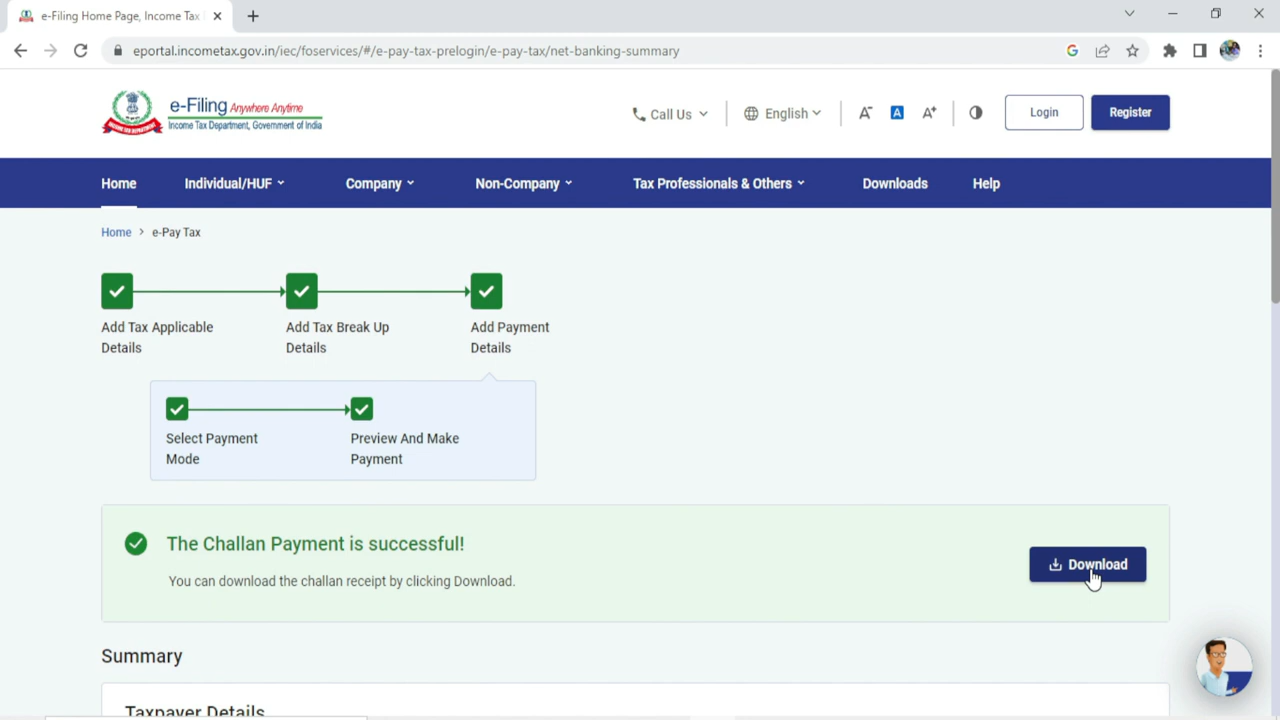 e-Filing Home Page, Income Tax
eportal.incometax.gov.in/iec/foservices/#/e-pay-tax-prelogin/e-pay-tax/net-banking-summary
e-Filing Anywhere Anytime
Income Tax Department, Government of India
Call Us
English
A-
A
A+
Login
Register
Home
Individual/HUF
Company
Non-Company
Tax Professionals & Others
Downloads
Help
Home > e-Pay Tax
Add Tax Applicable
Details
Add Tax Break Up
Details
Add Payment
Details
Select Payment
Mode
Preview And Make
Payment
The Challan Payment is successful!
You can download the challan receipt by clicking Download.
Download
Summary
Taxpayer Details